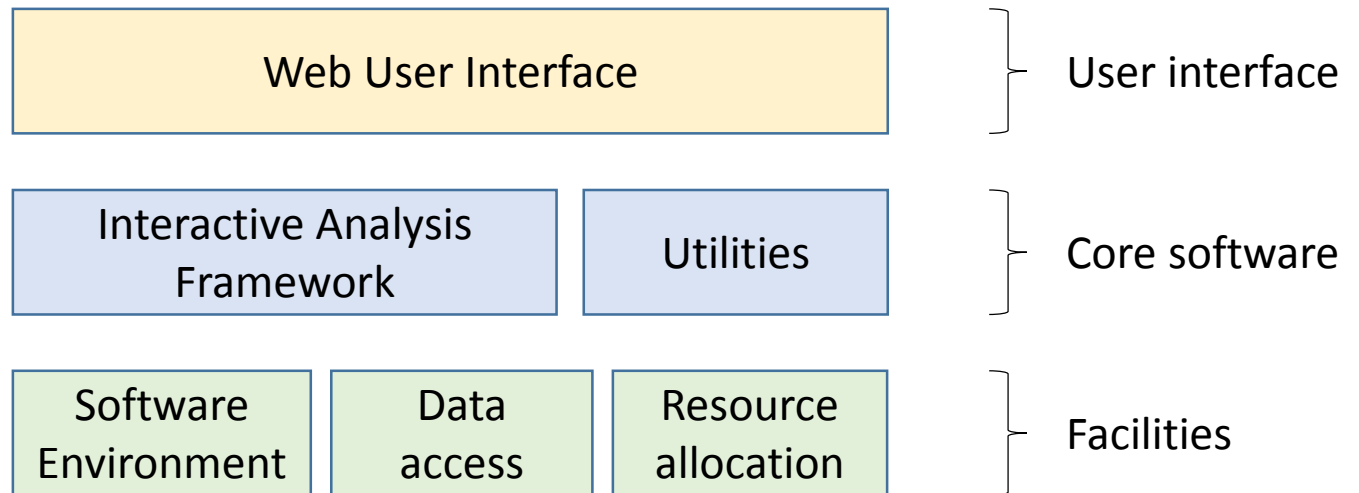 Web User Interface
User interface
Interactive Analysis
Framework
Utilities
Core software
Software
Environment
Data
access
Resource
allocation
Facilities